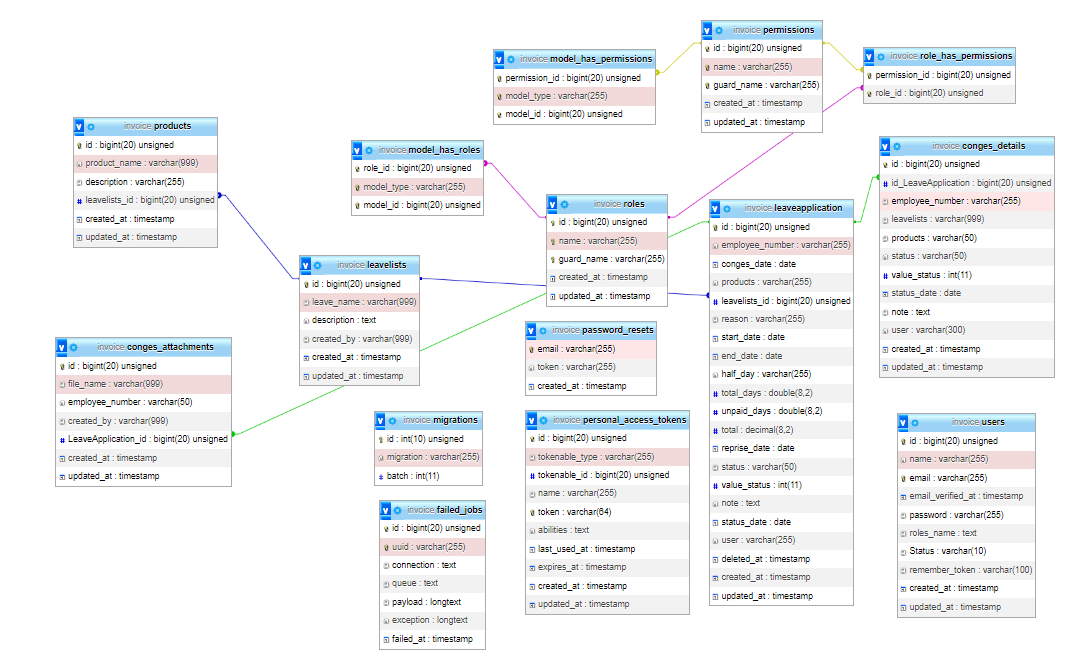 invoice permissions
id : bigint(20) unsigned
name : varchar(255)
guard_name : varchar(255)
created_at : timestamp
updated_at : timestamp
invoice model_has_permissions
permission_id : bigint(20) unsigned
model_type : varchar(255)
model_id : bigint(20) unsigned
invoice role_has_permissions
permission_id : bigint(20) unsigned
role_id : bigint(20) unsigned
invoice products
id : bigint(20) unsigned
product_name : varchar(999)
description : varchar(255)
leavelists_id : bigint(20) unsigned
created_at : timestamp
updated_at : timestamp
invoice model_has_roles
role_id : bigint(20) unsigned
model_type : varchar(255)
model_id : bigint(20) unsigned
invoice conges_details
id : bigint(20) unsigned
id_LeaveApplication : bigint(20) unsigned
employee_number : varchar(255)
leavelists : varchar(999)
products : varchar(50)
status : varchar(50)
value_status : int(11)
status_date : date
note : text
user : varchar(300)
created_at : timestamp
updated_at : timestamp
invoice roles
id : bigint(20) unsigned
name : varchar(255)
guard_name : varchar(255)
created_at : timestamp
updated_at : timestamp
invoice leaveapplication
id : bigint(20) unsigned
employee_number : varchar(255)
conges_date : date
products : varchar(255)
leavelists_id : bigint(20) unsigned
reason : varchar(255)
start_date : date
end_date : date
half_day : varchar(255)
total_days : double(8,2)
unpaid_days : double(8,2)
total : decimal(8,2)
reprise_date : date
status : varchar(50)
value_status : int(11)
note : text
status_date : date
user : varchar(255)
deleted_at : timestamp
created_at : timestamp
updated_at : timestamp
invoice leavelists
id : bigint(20) unsigned
leave_name : varchar(999)
description : text
created_by : varchar(999)
created_at : timestamp
updated_at : timestamp
invoice password_resets
email : varchar(255)
token : varchar(255)
created_at : timestamp
invoice conges_attachments
id : bigint(20) unsigned
file_name : varchar(999)
employee_number : varchar(50)
created_by : varchar(999)
LeaveApplication_id : bigint(20) unsigned
created_at : timestamp
updated_at : timestamp
invoice migrations
id : int(10) unsigned
migration : varchar(255)
batch : int(11)
invoice personal_access_tokens
id : bigint(20) unsigned
tokenable_type : varchar(255)
tokenable_id : bigint(20) unsigned
name : varchar(255)
token : varchar(64)
abilities : text
last_used_at : timestamp
expires_at : timestamp
created_at : timestamp
updated_at : timestamp
invoice users
id : bigint(20) unsigned
name : varchar(255)
email : varchar(255)
email_verified_at : timestamp
password : varchar(255)
roles_name : text
Status : varchar(10)
remember_token : varchar(100)
created_at : timestamp
updated_at : timestamp
invoice failed_jobs
id : bigint(20) unsigned
uuid : varchar(255)
connection : text
queue : text
payload : longtext
exception : longtext
failed_at : timestamp